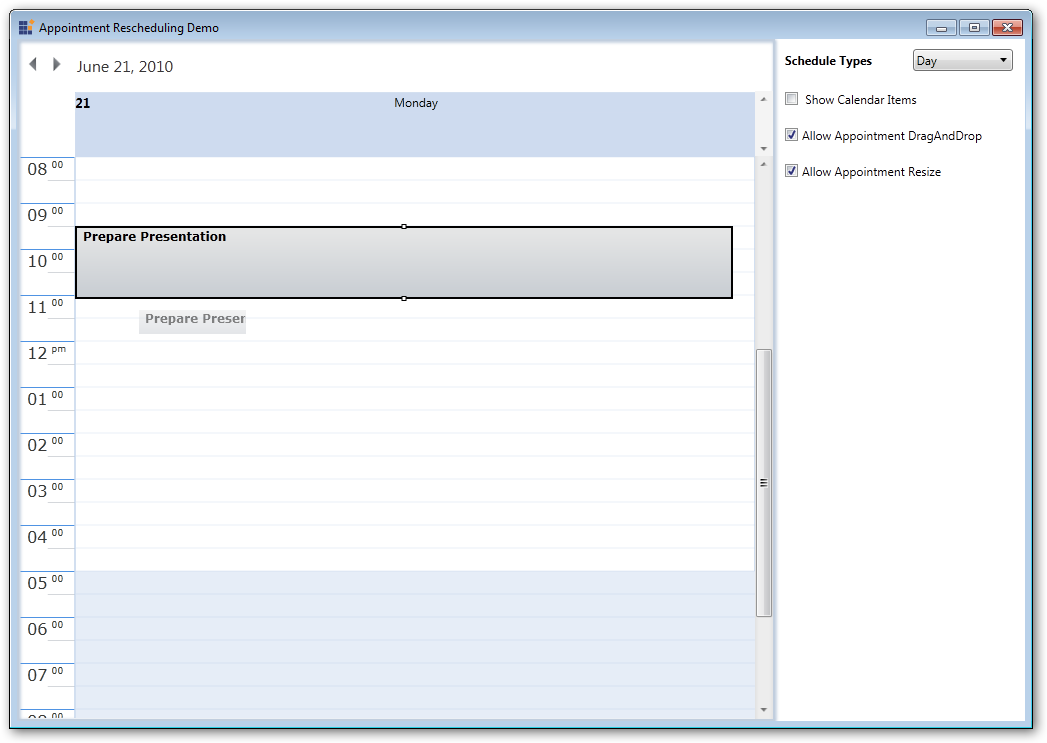 Appointment Rescheduling Demo
June 21, 2010
Schedule Types
Day
21
Monday
Show Calendar Items
Allow Appointment DragAndDrop
Allow Appointment Resize
08 00
09 00
Prepare Presentation
10 00
11 00
Prepare Preser
12 pm
01 00
02 00
03 00
04 00
05 00
06 00
07 00
00